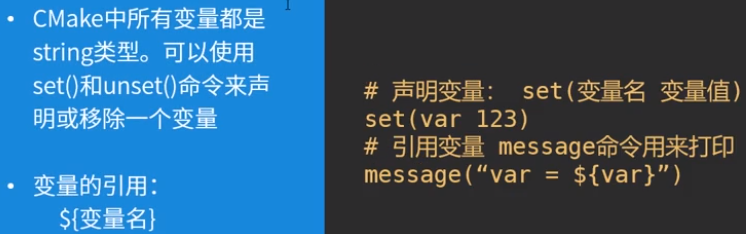 • CMake中所有变量都是
string类型。可以使用
set()和unset()命令来声
明或移除一个变量
• 变量的引用：
${变量名}
# 声明变量： set(变量名 变量值)
set(var 123)
# 引用变量 message命令用来打印
message(“var = ${var}”)